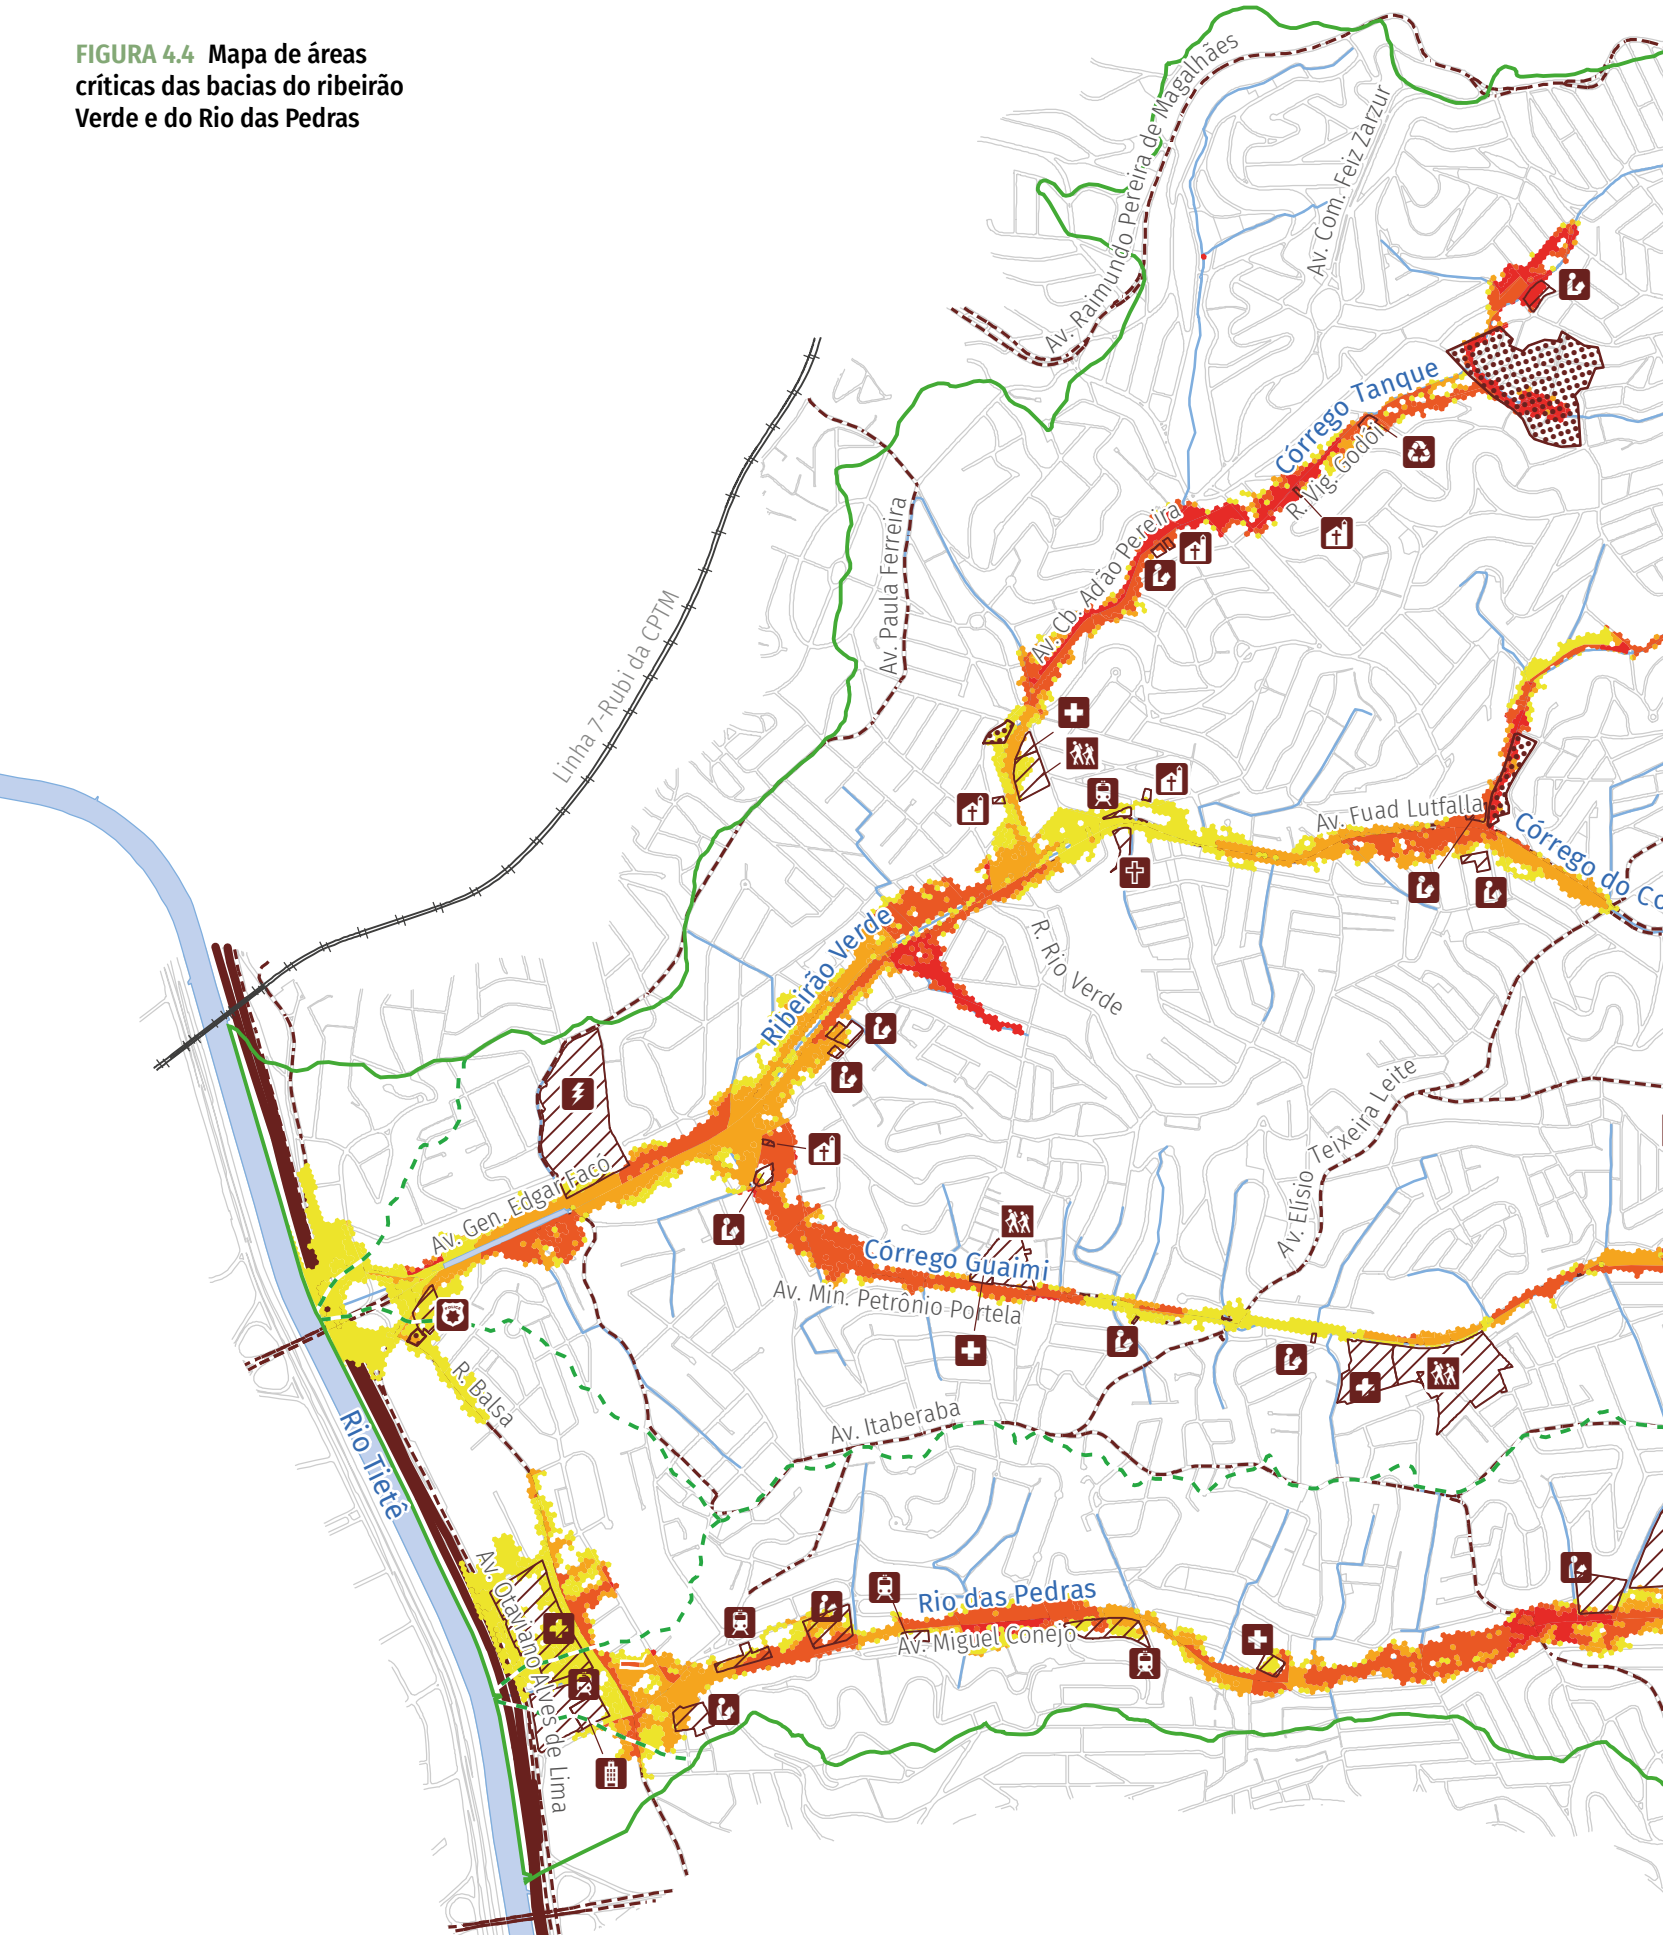 FIGURA 4.4 Mapa de áreas
críticas das bacias do ribeirão
Verde e do Rio das Pedras
Av. Raimundo Pereira de Magalhães
Av. Com. Feiz Zarzur
Córrego Tanque
R. Vig. Godói
Av. Cb. Adão Pereira
Av. Paula Ferreira
Linha 7-Rubi da CPTM
Av. Fuad Lutfalla
Córrego do Co
Ribeirão Verde
R. Rio Verde
Av. Elísio Teixeira Leite
Av. Gen. Edgar Facó
Córrego Guaimi
Av. Min. Petrônio Portela
R. Balsa
Rio Tietê
Av. Itaberaba
Av. Otaviano Alves de Lima
Rio das Pedras
Av. Miguel Conejo